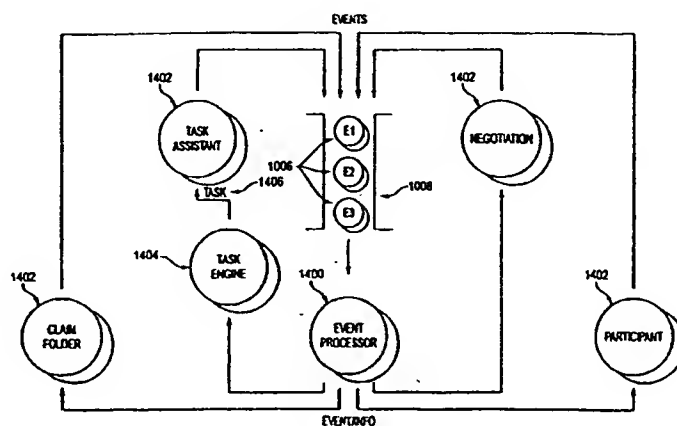 EVENTS
1402
1402
TASK
ASSISTANT
E1
NEGOTIATION
1006
E2
1008
TASK
1406
E3
1404
TASK
ENGINE
1402
1400
1402
CLAIM
FOLDER
EVENT
PROCESSOR
PARTICIPANT
EVENTINFO